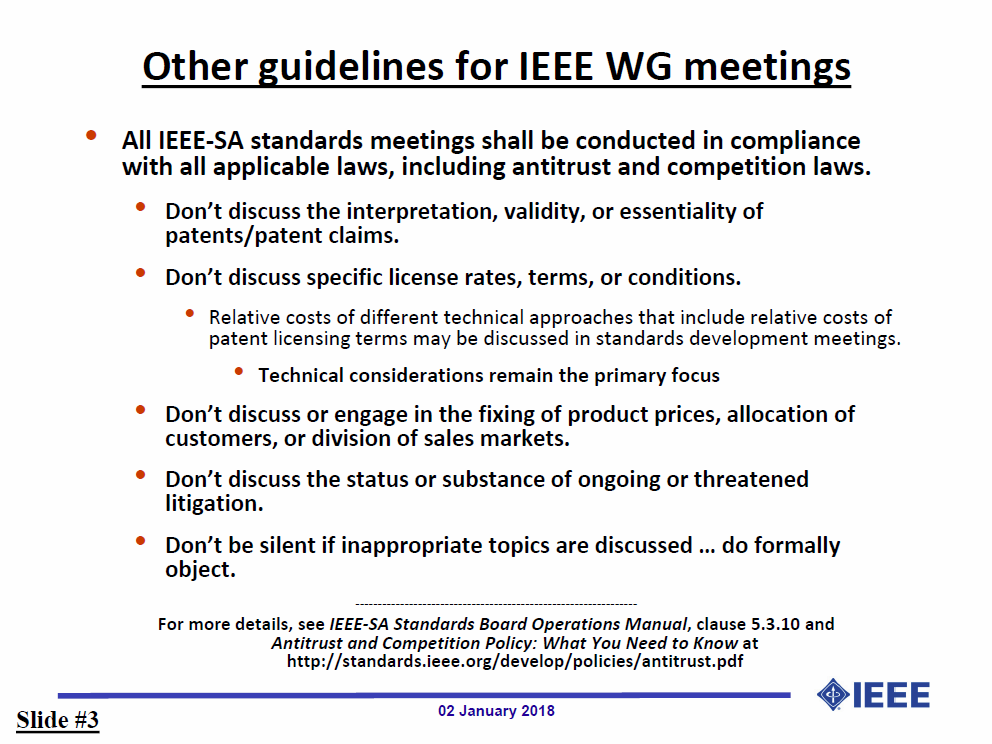 Other guidelines for IEEE WG meetings
• All IEEE-SA standards meetings shall be conducted in compliance
with all applicable laws, including antitrust and competition laws.
• Don’t discuss the interpretation, validity, or essentiality of
patents/patent claims.
• Don’t discuss specific license rates, terms, or conditions.
• Relative costs of different technical approaches that include relative costs of
patent licensing terms may be discussed in standards development meetings.
• Technical considerations remain the primary focus
• Don’t discuss or engage in the fixing of product prices, allocation of
customers, or division of sales markets.
• Don’t discuss the status or substance of ongoing or threatened
litigation.
• Don’t be silent if inappropriate topics are discussed … do formally
object.
---------------------------------------------------------------
For more details, see IEEE-SA Standards Board Operations Manual, clause 5.3.10 and
Antitrust and Competition Policy: What You Need to Know at
http://standards.ieee.org/develop/policies/antitrust.pdf
Slide #3
02 January 2018
IEEE